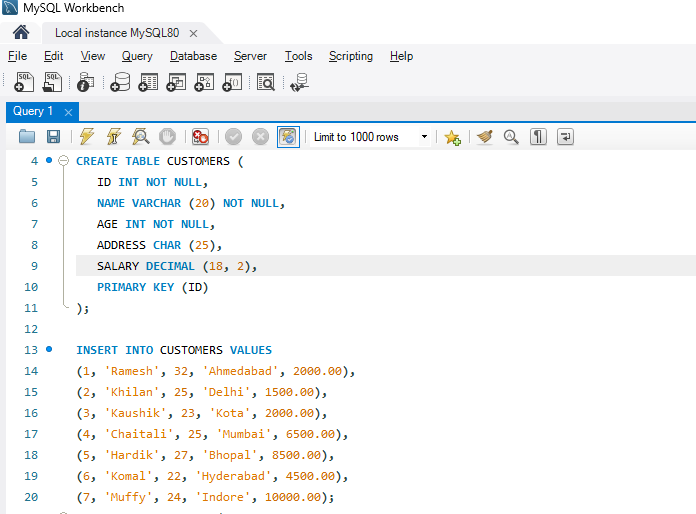 MySQL Workbench
Local instance MySQL80
File Edit View Query Database Server Tools Scripting Help
Query 1
Limit to 1000 rows
4 CREATE TABLE CUSTOMERS (
5 ID INT NOT NULL,
6 NAME VARCHAR (20) NOT NULL,
7 AGE INT NOT NULL,
8 ADDRESS CHAR (25),
9 SALARY DECIMAL (18, 2),
10 PRIMARY KEY (ID)
11 );
12
13 INSERT INTO CUSTOMERS VALUES
14 (1, 'Ramesh', 32, 'Ahmedabad', 2000.00),
15 (2, 'Khilan', 25, 'Delhi', 1500.00),
16 (3, 'Kaushik', 23, 'Kota', 2000.00),
17 (4, 'Chaitali', 25, 'Mumbai', 6500.00),
18 (5, 'Hardik', 27, 'Bhopal', 8500.00),
19 (6, 'Komal', 22, 'Hyderabad', 4500.00),
20 (7, 'Muffy', 24, 'Indore', 10000.00);